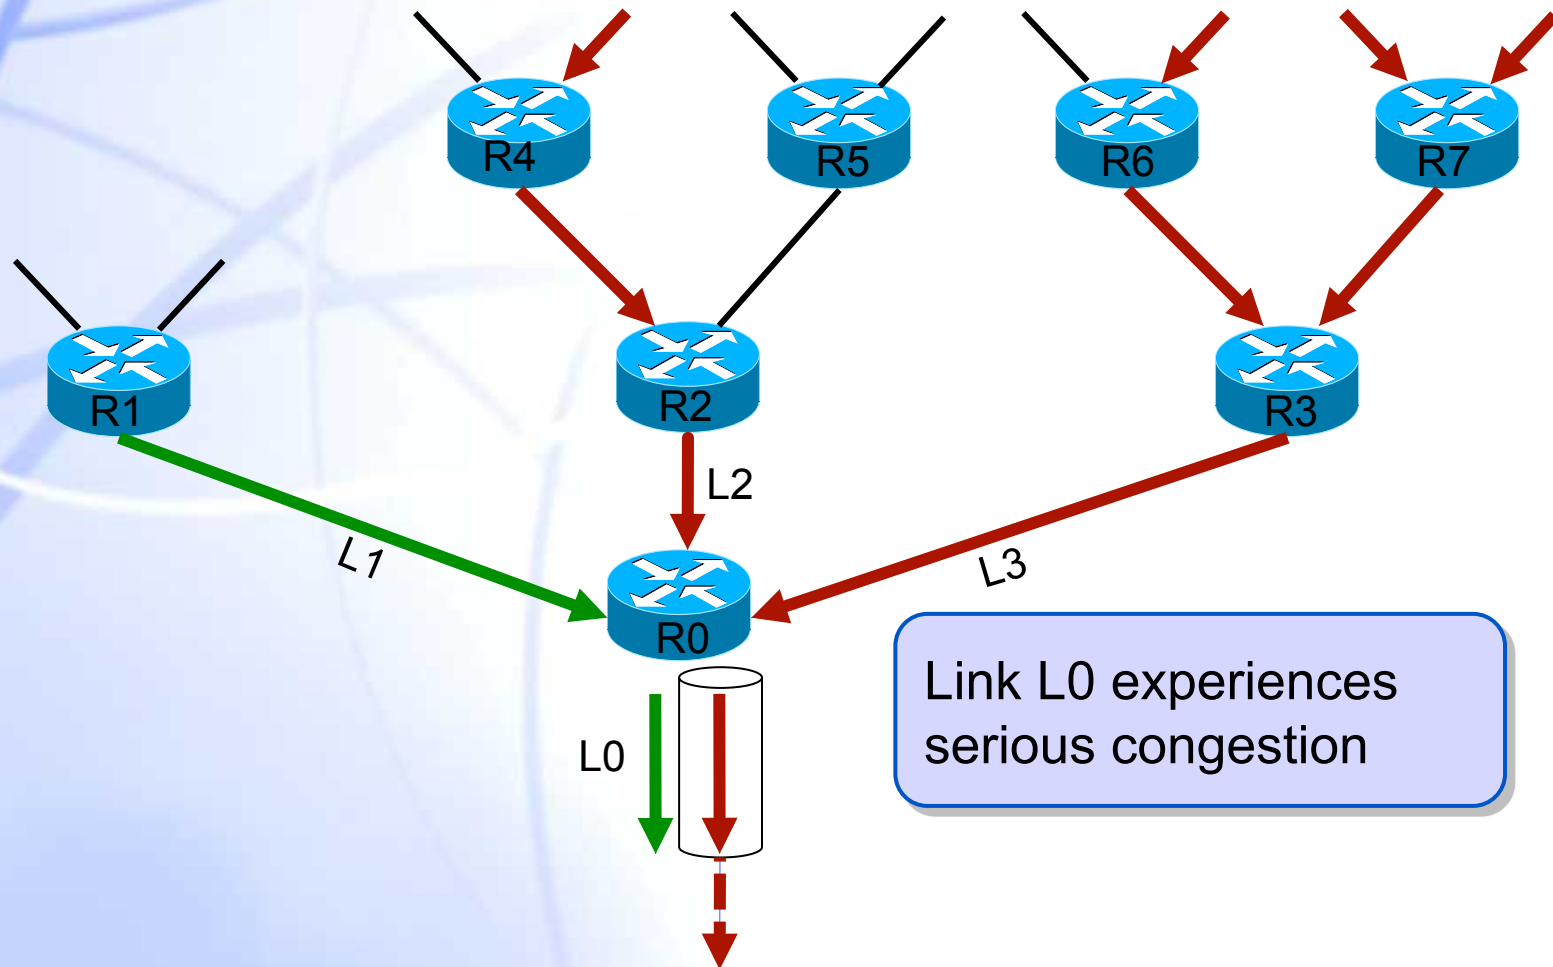 R4
R5
R6
R7
R1
R2
R3
L2
L1
L3
R0
Link L0 experiences
serious congestion
L0